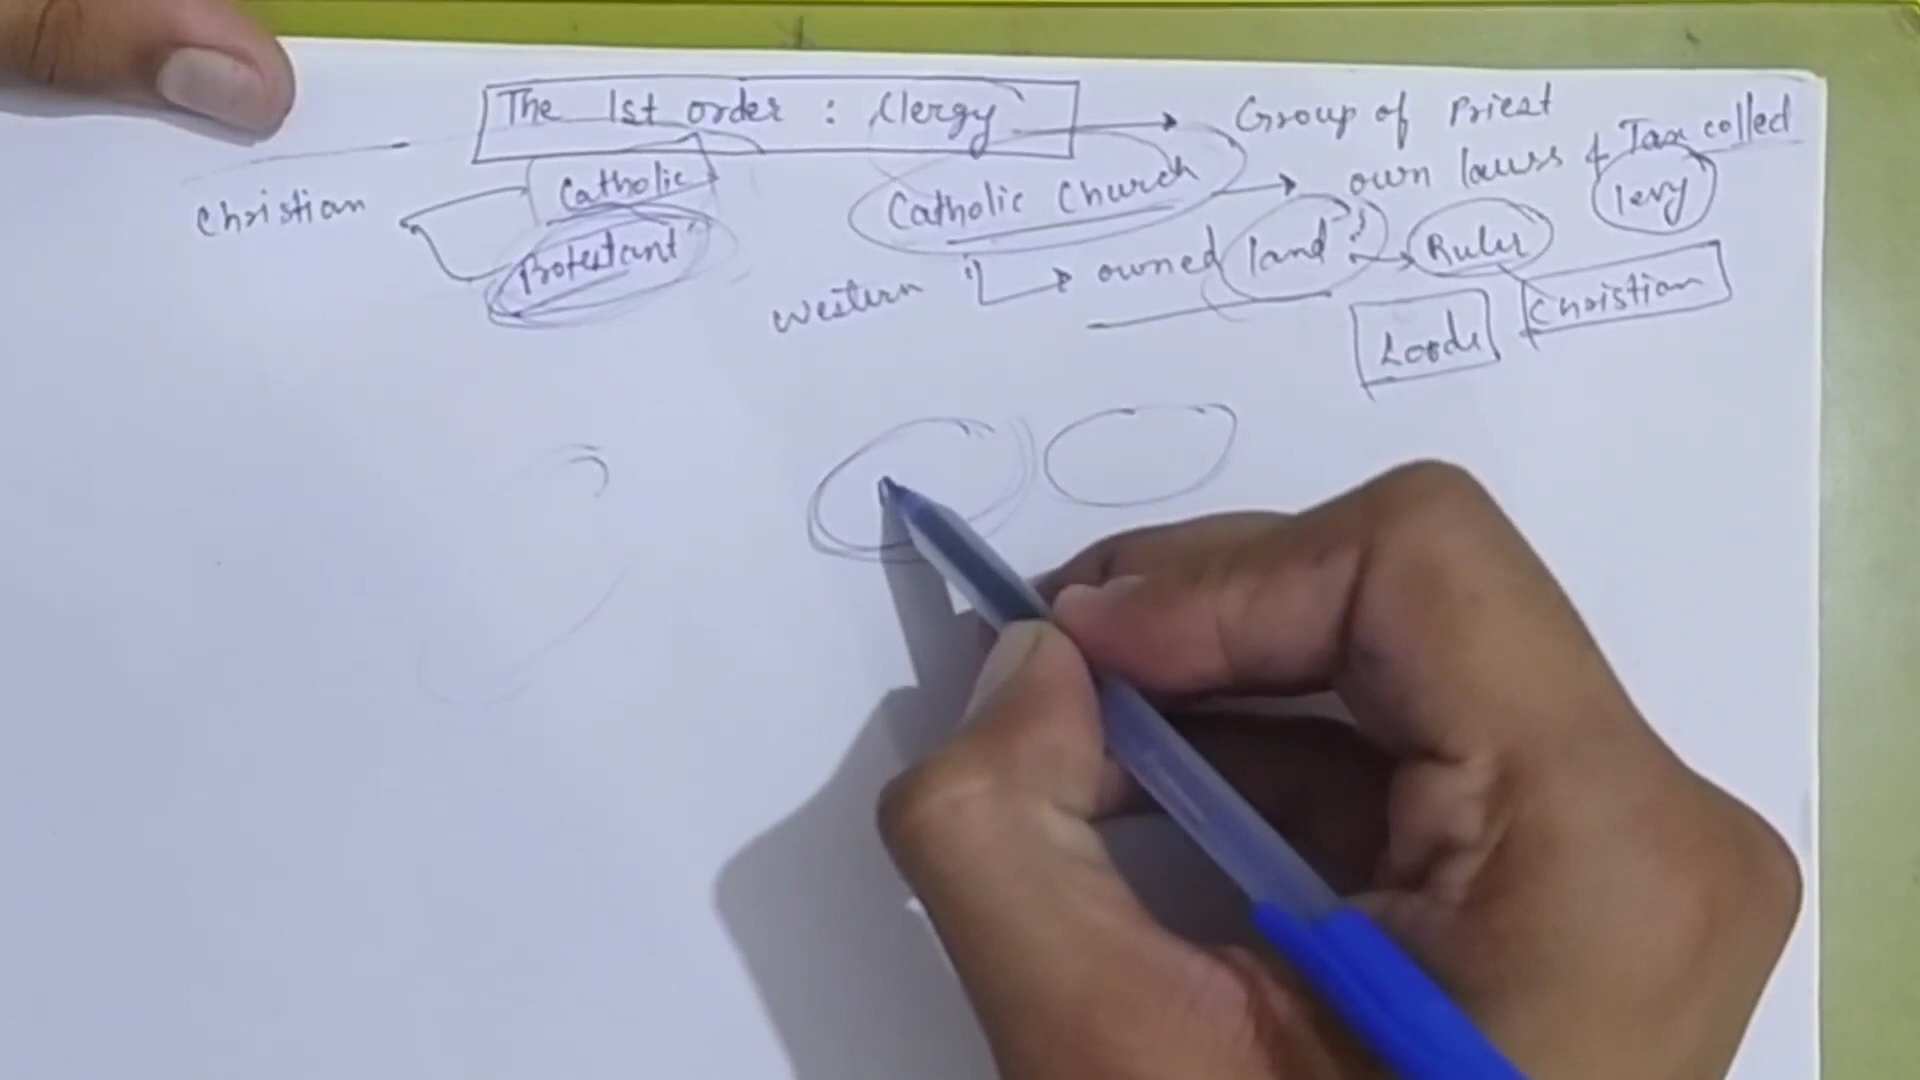 The 1st order : Clergy → Group of Priest
Christian
Catholic
Protestant
Catholic Church → own laws & Tax colled
levy
western
owned land → Ruler
Lords
Christian